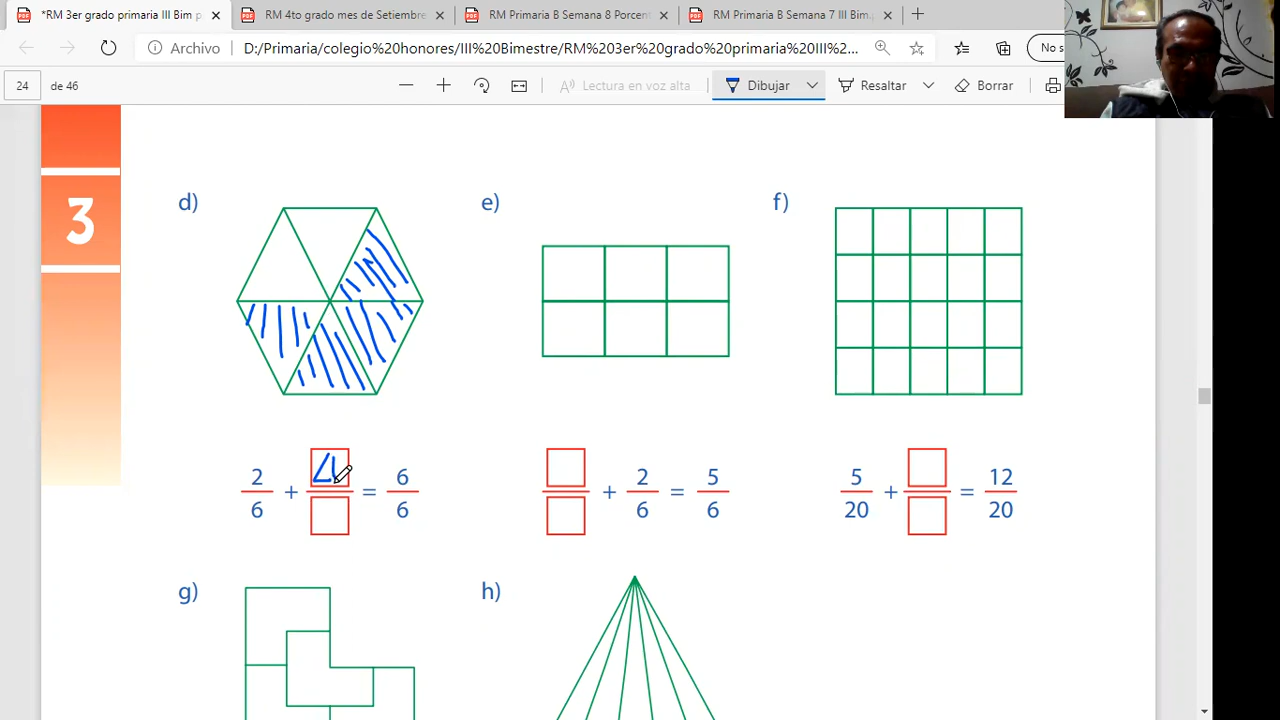 *RM 3er grado primaria III Bim p
RM 4to grado mes de Setiembre
RM Primaria B Semana 8 Porcent
RM Primaria B Semana 7 III Bim.p
Archivo
D:/Primaria/colegio%20honores/III%20Bimestre/RM%203er%20grado%20primaria%20III%2...
No s
24 de 46
Lectura en voz alta
Dibujar
Resaltar
Borrar
3
d)
e)
f)
2/6 + 4/ = 6/6
+ 2/6 = 5/6
5/20 + = 12/20
g)
h)